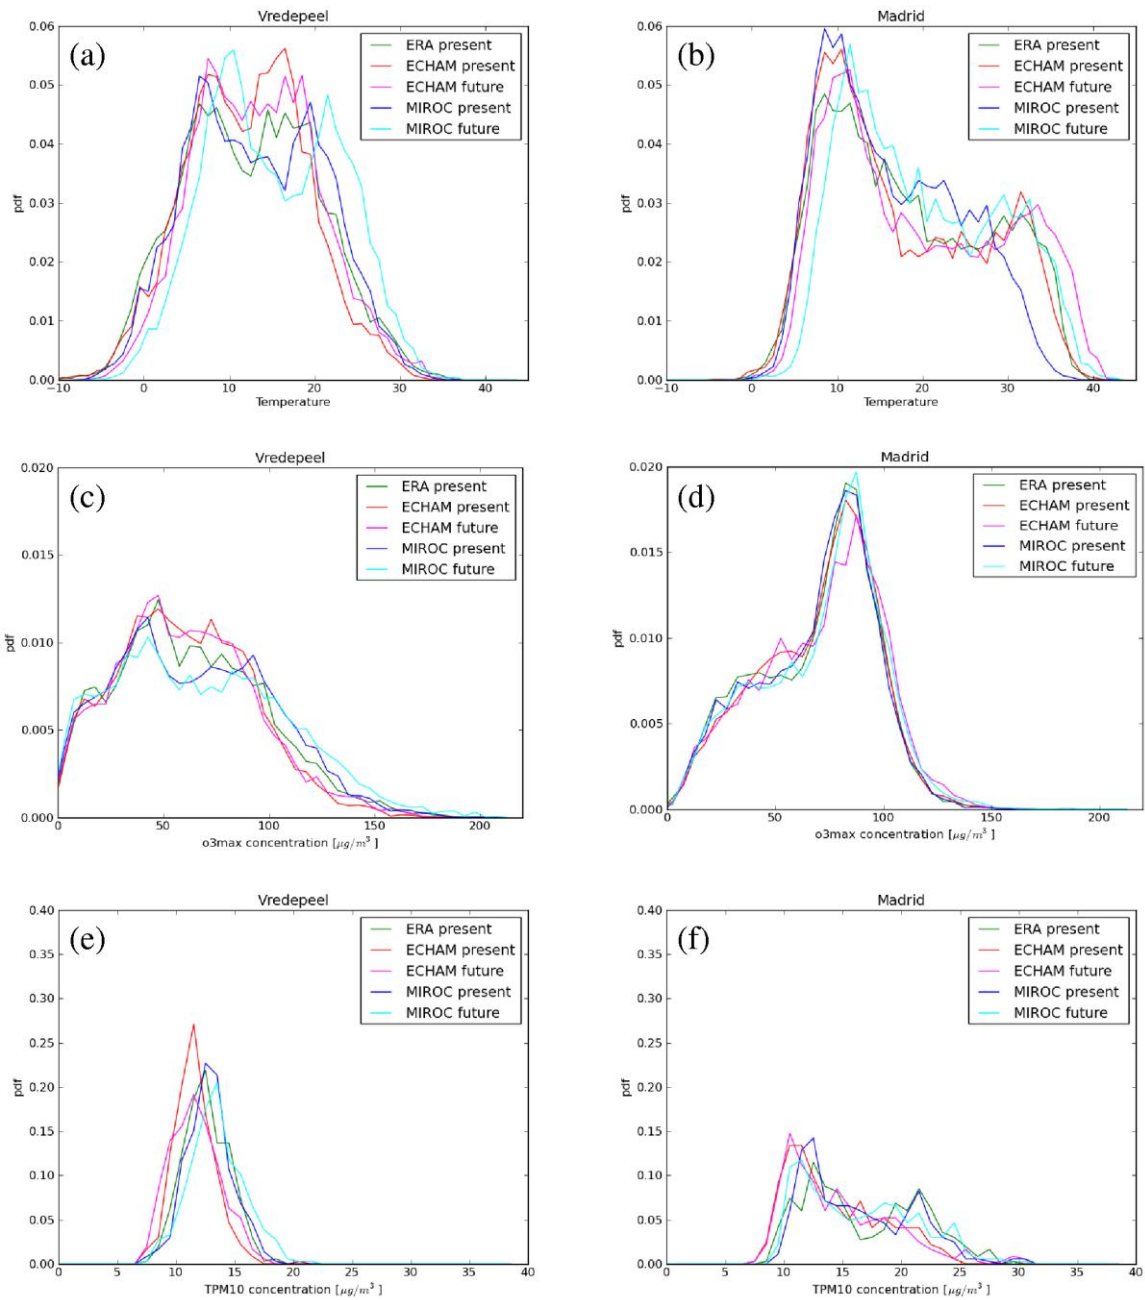 Vredepeel
(a)
ERA present
ECHAM present
ECHAM future
MIROC present
MIROC future
pdf
0.06
0.05
0.04
0.03
0.02
0.01
0.00
−10 0 10 20 30 40
Temperature
Madrid
(b)
ERA present
ECHAM present
ECHAM future
MIROC present
MIROC future
pdf
0.06
0.05
0.04
0.03
0.02
0.01
0.00
−10 0 10 20 30 40
Temperature
Vredepeel
(c)
ERA present
ECHAM present
ECHAM future
MIROC present
MIROC future
pdf
0.020
0.015
0.010
0.005
0.000
0 50 100 150 200
o3max concentration [μg/m³]
Madrid
(d)
ERA present
ECHAM present
ECHAM future
MIROC present
MIROC future
pdf
0.020
0.015
0.010
0.005
0.000
0 50 100 150 200
o3max concentration [μg/m³]
Vredepeel
(e)
ERA present
ECHAM present
ECHAM future
MIROC present
MIROC future
pdf
0.40
0.35
0.30
0.25
0.20
0.15
0.10
0.05
0.00
0 5 10 15 20 25 30 35 40
TPM10 concentration [μg/m³]
Madrid
(f)
ERA present
ECHAM present
ECHAM future
MIROC present
MIROC future
pdf
0.40
0.35
0.30
0.25
0.20
0.15
0.10
0.05
0.00
0 5 10 15 20 25 30 35 40
TPM10 concentration [μg/m³]